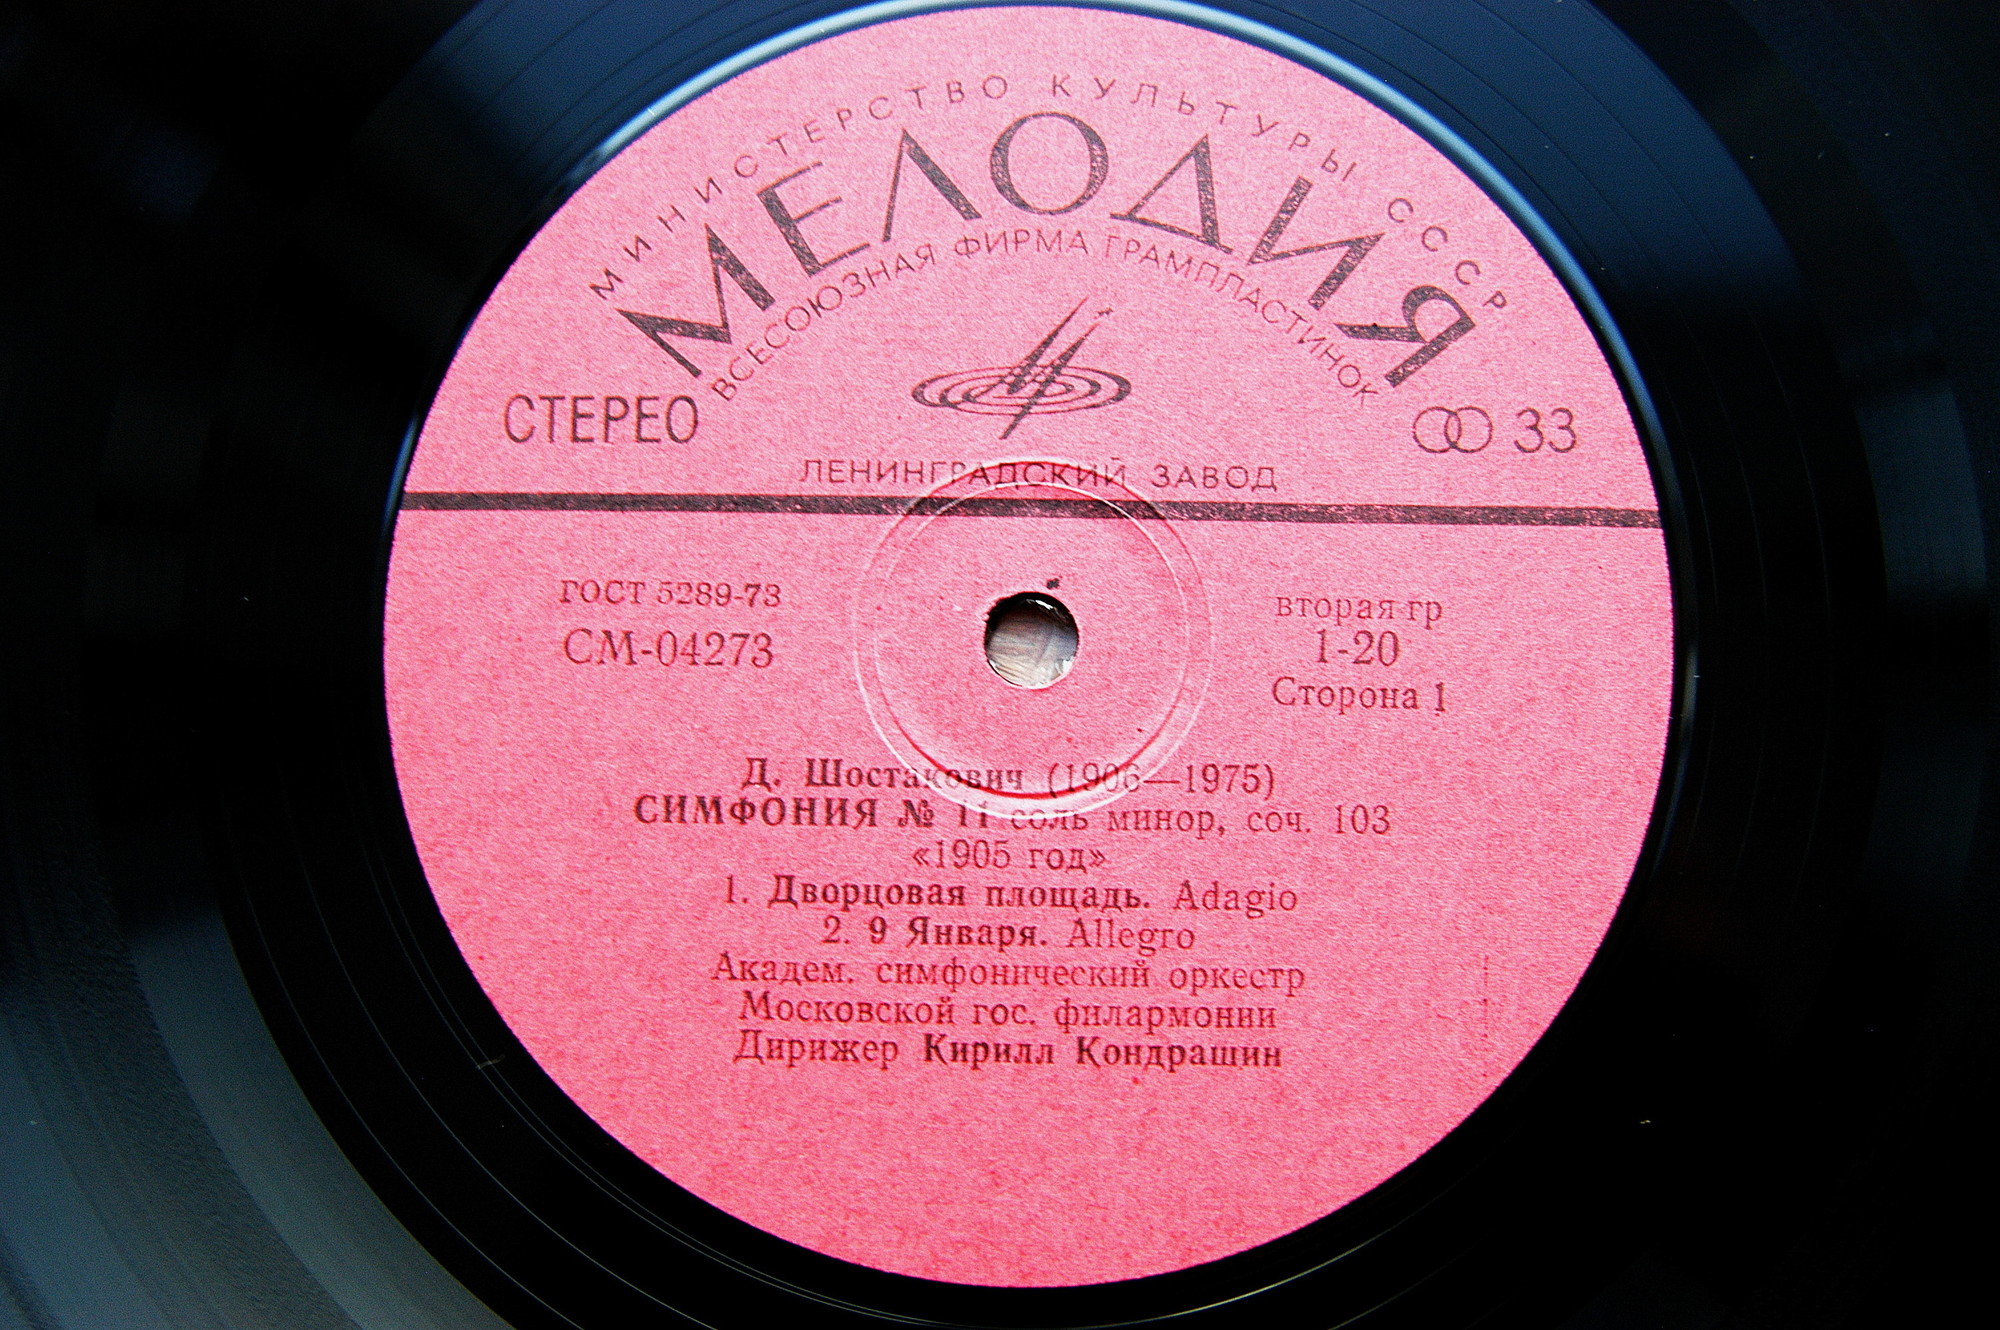 МИНИСТЕРСТВО КУЛЬТУРЫ СССР
МЕЛОДИЯ
ВСЕСОЮЗНАЯ ФИРМА ГРАМПЛАСТИНОК
СТЕРЕО
33
ЛЕНИНГРАДСКИЙ ЗАВОД
ГОСТ 5289-73
СМ-04273
вторая гр
1-20
Сторона 1
Д. Шостакович (1906—1975)
СИМФОНИЯ № 11 соль минор, соч. 103
«1905 год»
1. Дворцовая площадь. Adagio
2. 9 Января. Allegro
Академ. симфонический оркестр
Московской гос. филармонии
Дирижер Кирилл Кондрашин